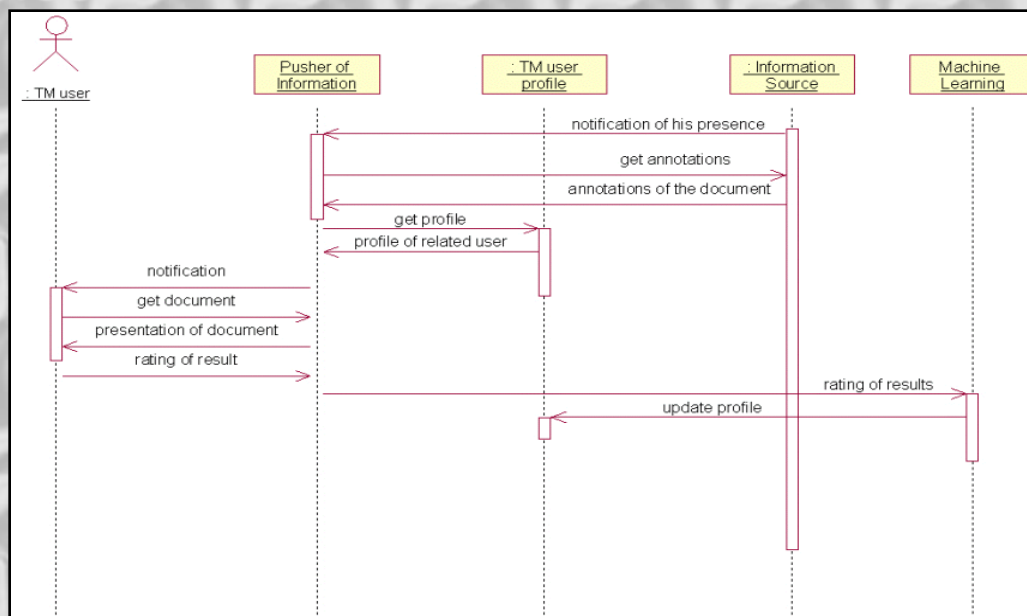 : TM user
Pusher of
Information
: TM user
profile
: Information
Source
Machine
Learning
notification of his presence
get annotations
annotations of the document
get profile
profile of related user
notification
get document
presentation of document
rating of result
rating of results
update profile